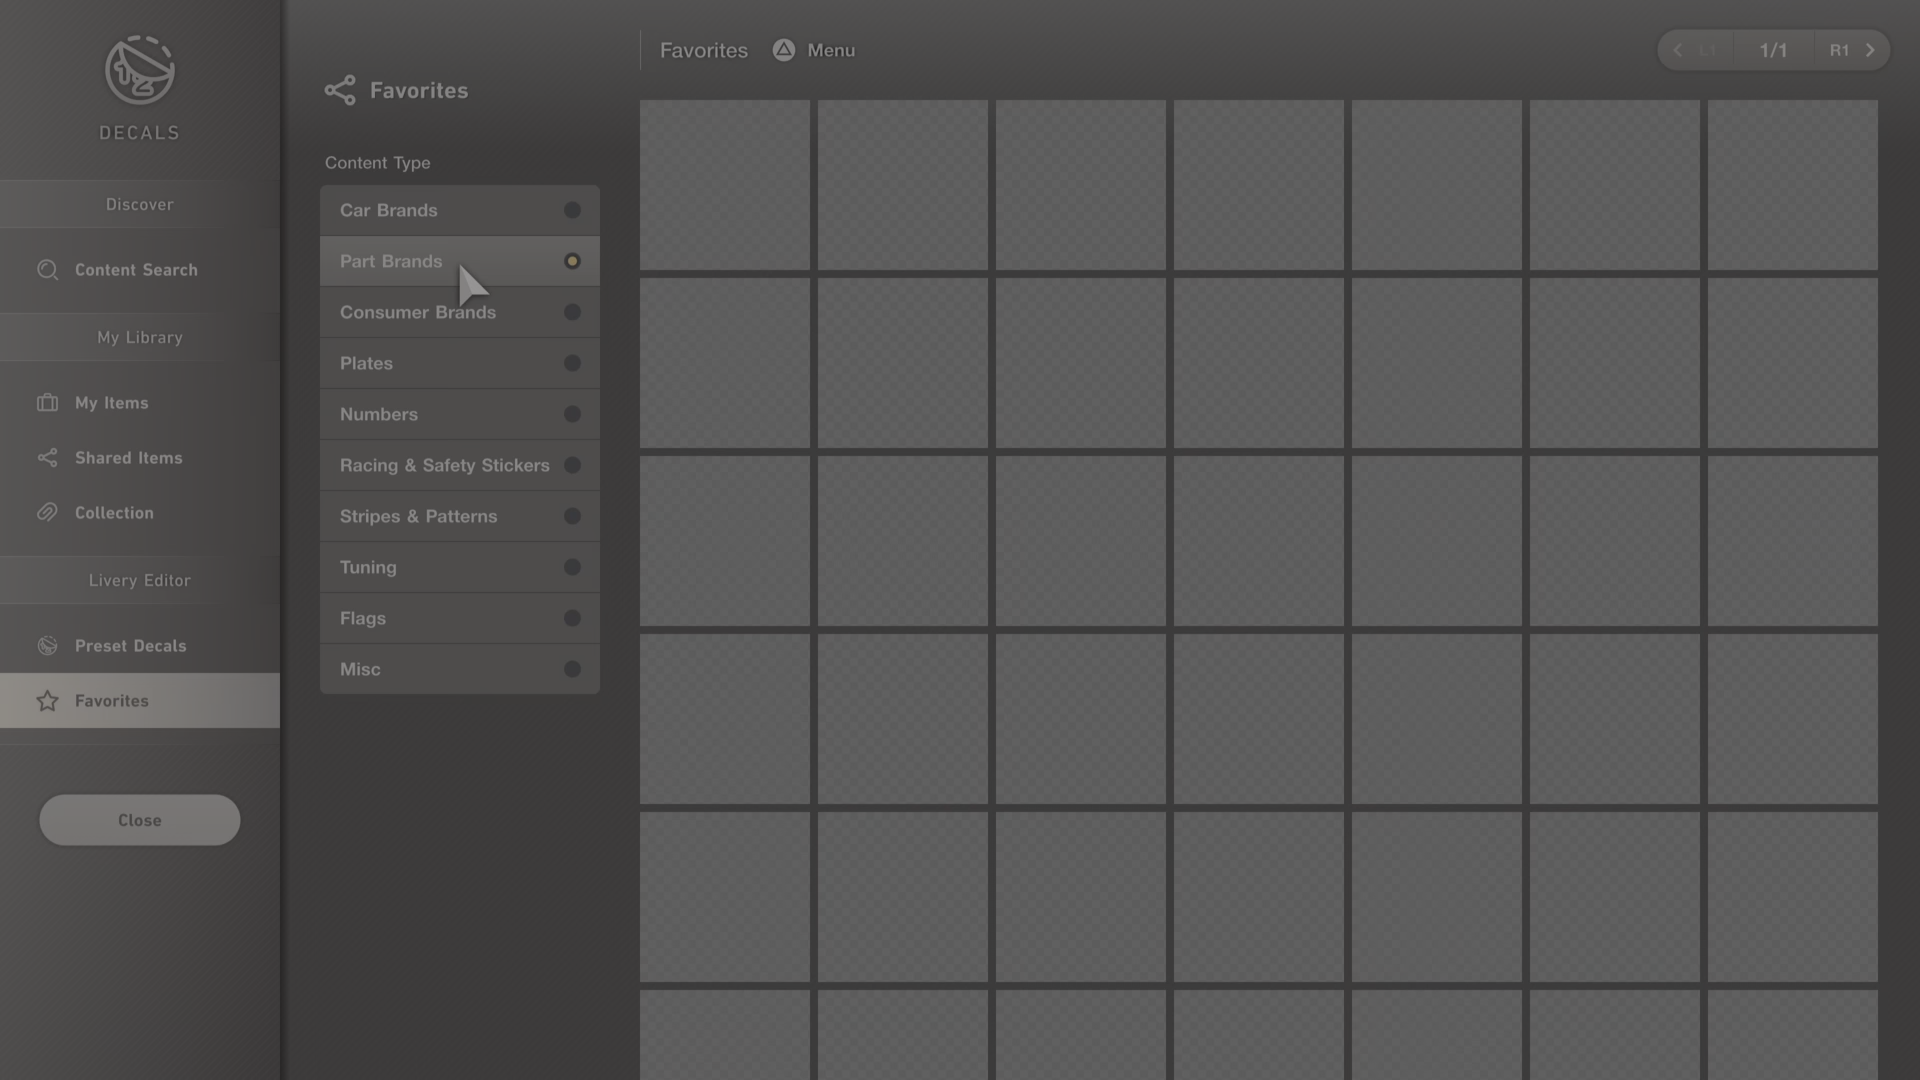 DECALS
Discover
Content Search
My Library
My Items
Shared Items
Collection
Livery Editor
Preset Decals
Favorites
Close
Favorites
Content Type
Car Brands
Part Brands
Consumer Brands
Plates
Numbers
Racing & Safety Stickers
Stripes & Patterns
Tuning
Flags
Misc
Favorites Menu
L1 1/1 R1